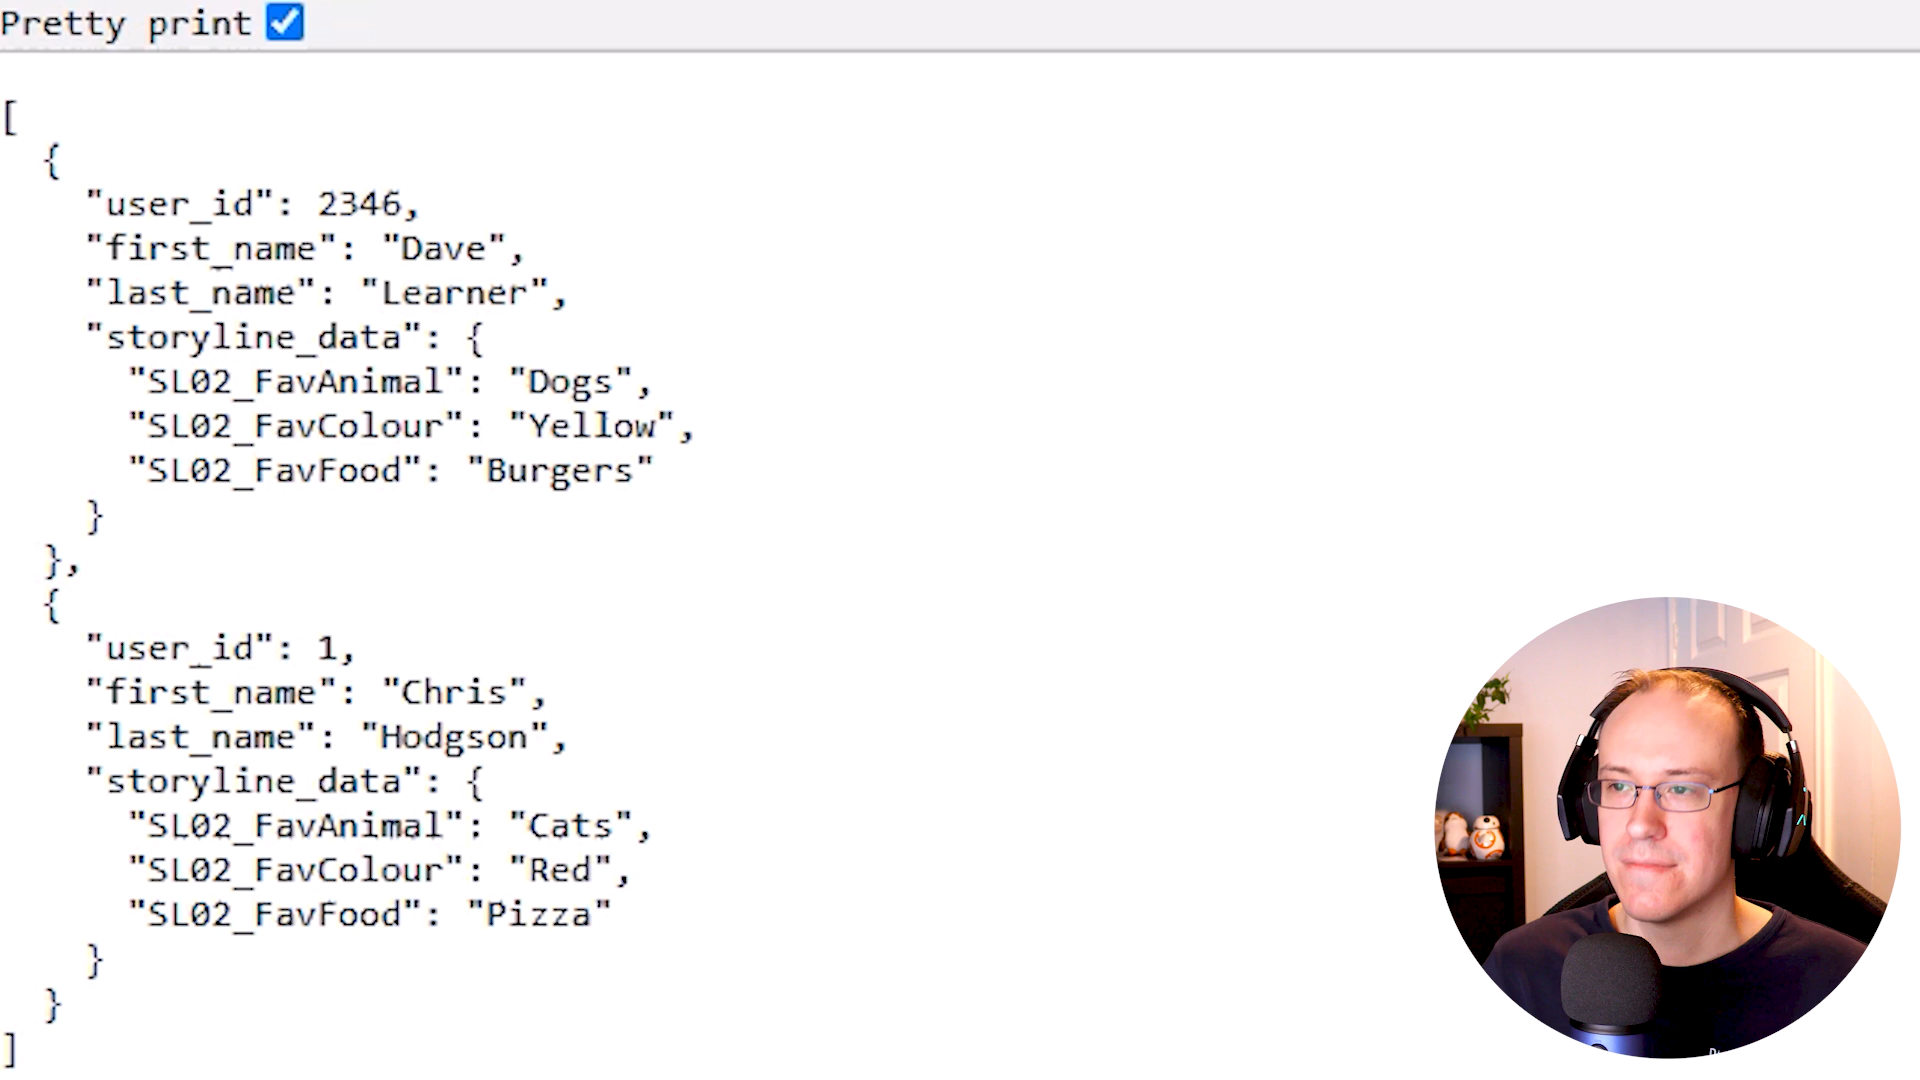 Pretty print
[
{
"user_id": 2346,
"first_name": "Dave",
"last_name": "Learner",
"storyline_data": {
"SL02_FavAnimal": "Dogs",
"SL02_FavColour": "Yellow",
"SL02_FavFood": "Burgers"
}
},
{
"user_id": 1,
"first_name": "Chris",
"last_name": "Hodgson",
"storyline_data": {
"SL02_FavAnimal": "Cats",
"SL02_FavColour": "Red",
"SL02_FavFood": "Pizza"
}
}
]